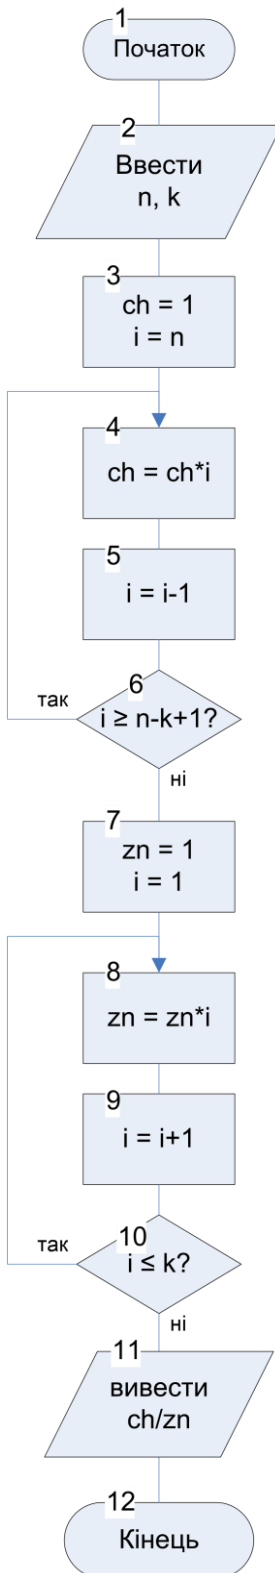 1
Початок
2
Ввести
n, k
3
ch = 1
i = n
4
ch = ch*i
5
i = i-1
6
i ≥ n-k+1?
так
ні
7
zn = 1
i = 1
8
zn = zn*i
9
i = i+1
10
i ≤ k?
так
ні
11
вивести
ch/zn
12
Кінець